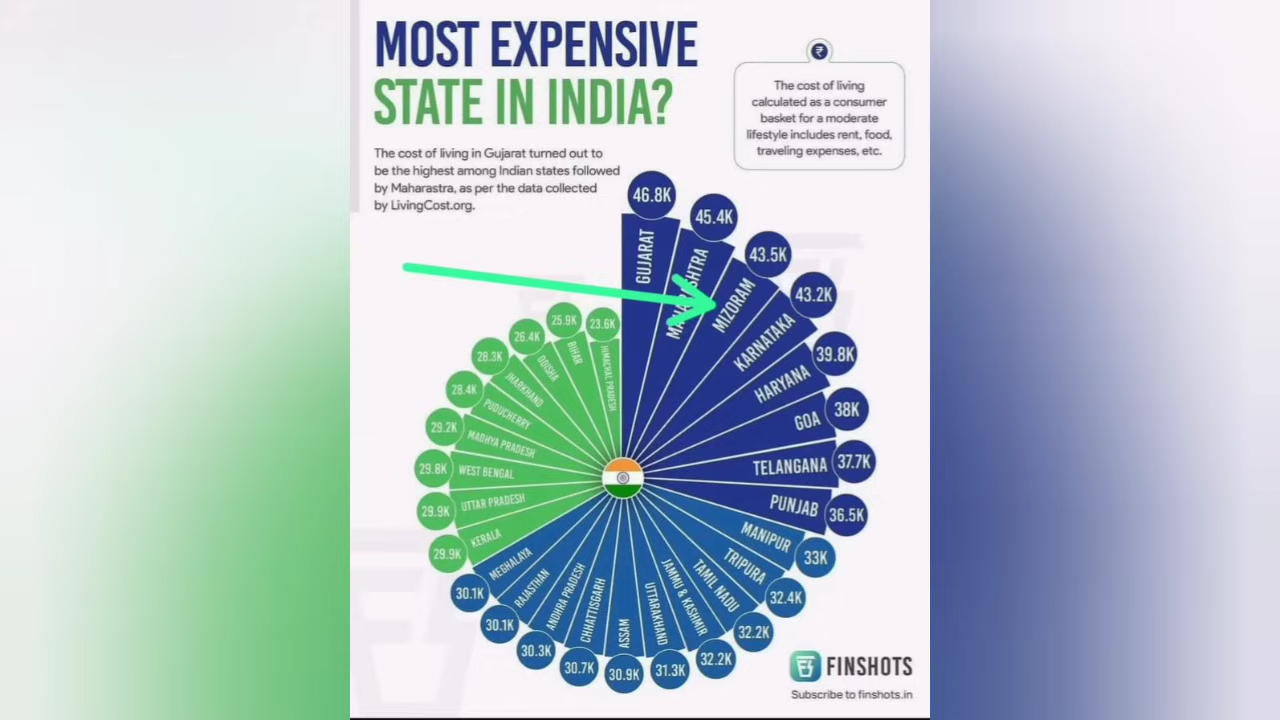 MOST EXPENSIVE
STATE IN INDIA?
₹
The cost of living
calculated as a consumer
basket for a moderate
lifestyle includes rent, food,
traveling expenses, etc.
The cost of living in Gujarat turned out to
be the highest among Indian states followed
by Maharastra, as per the data collected
by LivingCost.org.
46.8K
GUJARAT
45.4K
MAHARASHTRA
43.5K
MIZORAM
43.2K
KARNATAKA
39.8K
HARYANA
38K
GOA
37.7K
TELANGANA
36.5K
PUNJAB
33K
MANIPUR
32.4K
TRIPURA
32.2K
TAMIL NADU
32.2K
JAMMU & KASHMIR
31.3K
UTTARAKHAND
30.9K
ASSAM
30.7K
CHHATTISGARH
30.3K
ANDHRA PRADESH
30.1K
RAJASTHAN
30.1K
MEGHALAYA
29.9K
KERALA
29.9K
UTTAR PRADESH
29.8K
WEST BENGAL
29.2K
MADHYA PRADESH
28.4K
PUDUCHERRY
28.3K
JHARKHAND
26.4K
ODISHA
25.9K
BIHAR
23.6K
HIMACHAL PRADESH
FINSHOTS
Subscribe to finshots.in